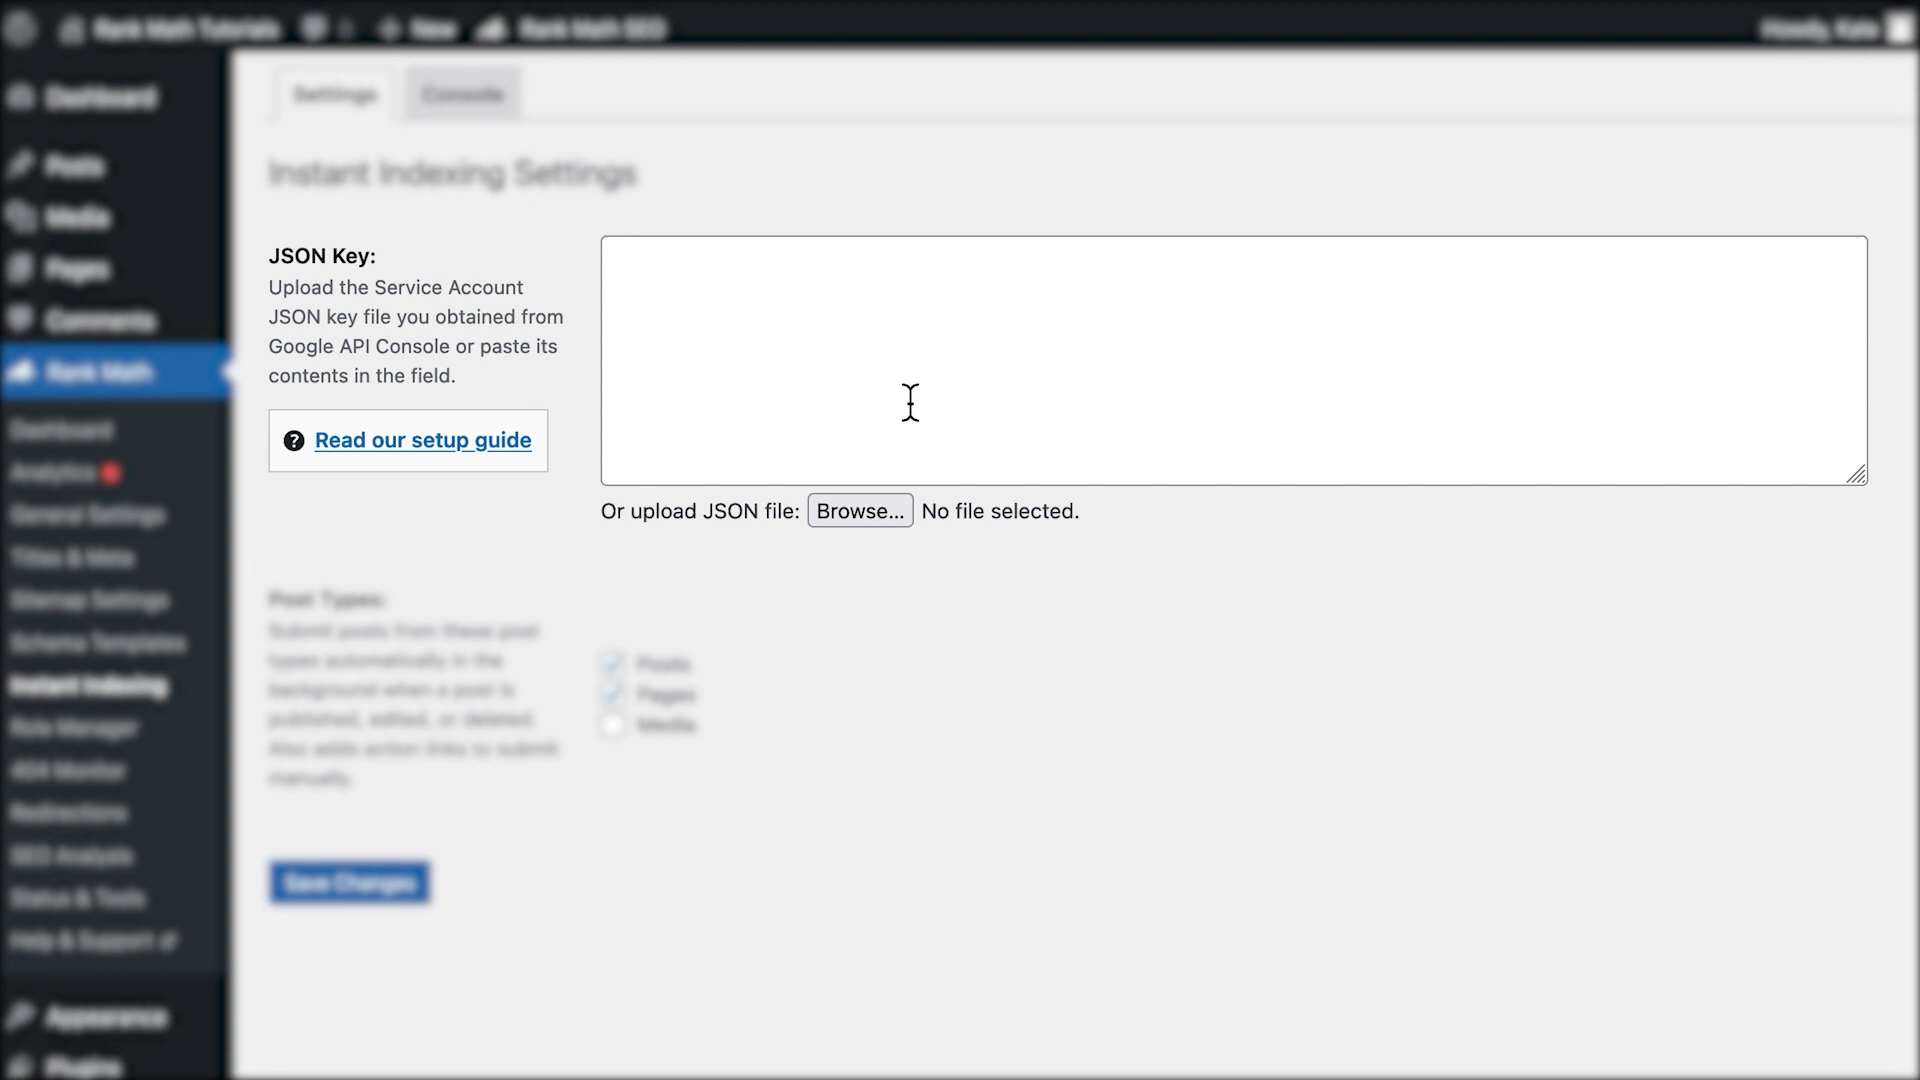 Rank Math Tutorials 0 New Rank Math SEO Howdy, Kate
Dashboard
Posts
Media
Pages
Comments
Rank Math
Dashboard
Analytics
General Settings
Titles & Meta
Sitemap Settings
Schema Templates
Instant Indexing
Role Manager
404 Monitor
Redirections
SEO Analysis
Status & Tools
Help & Support
Appearance
Plugins
Settings Console
Instant Indexing Settings
JSON Key:
Upload the Service Account
JSON key file you obtained from
Google API Console or paste its
contents in the field.
? Read our setup guide
Or upload JSON file: Browse... No file selected.
Post Types:
Submit posts from these post
types automatically in the
background when a post is
published, edited, or deleted.
Also adds action links to submit
manually.
Posts
Pages
Media
Save Changes